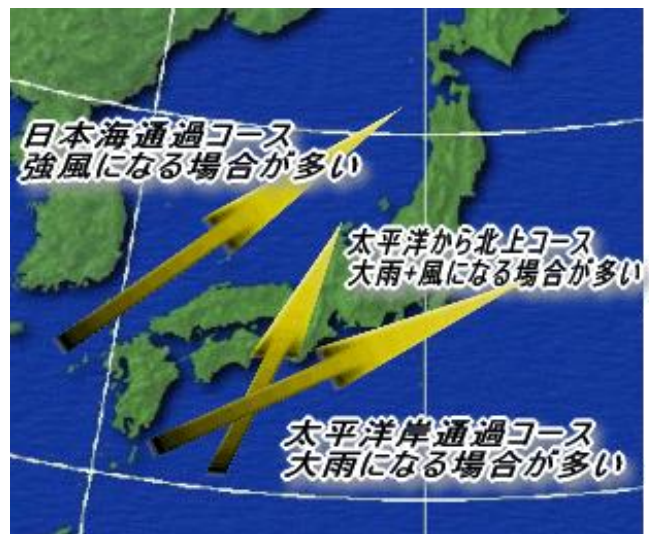 日本海通過コース
強風になる場合が多い
太平洋から北上コース
大雨+風になる場合が多い
太平洋岸通過コース
大雨になる場合が多い